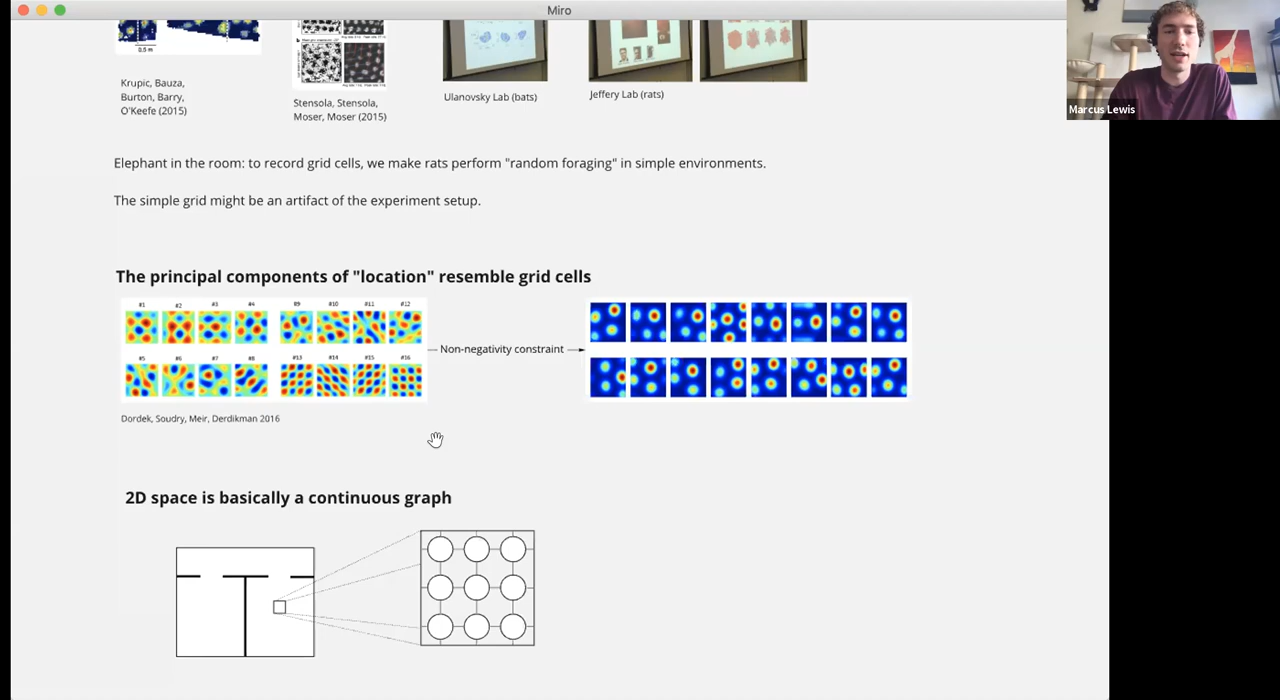 Miro
0.5 m
Krupic, Bauza,
Burton, Barry,
O'Keefe (2015)
Stensola, Stensola,
Moser, Moser (2015)
Ulanovsky Lab (bats)
Jeffery Lab (rats)
Marcus Lewis
Elephant in the room: to record grid cells, we make rats perform "random foraging" in simple environments.
The simple grid might be an artifact of the experiment setup.
The principal components of "location" resemble grid cells
#1 #2 #3 #4 #9 #10 #11 #12
Non-negativity constraint
#5 #6 #7 #8 #13 #14 #15 #16
Dordek, Soudry, Meir, Derdikman 2016
2D space is basically a continuous graph